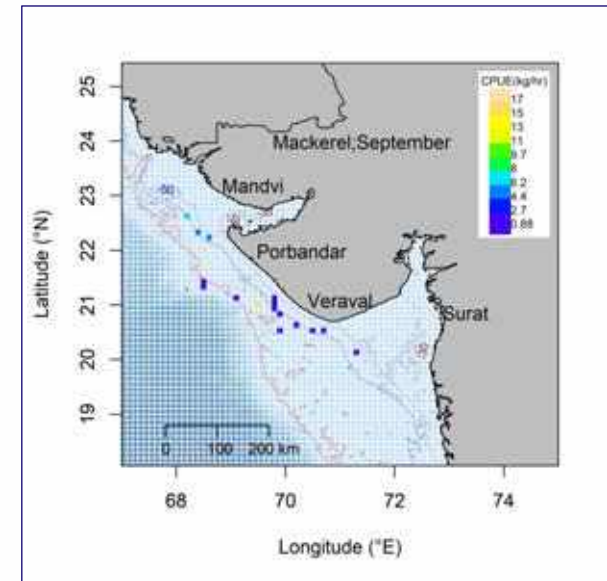 CPUE(kg/hr)
17
15
13
11
9.7
8
6.2
4.4
2.7
0.88
Mackerel;September
Mandvi
Porbandar
Veraval
Surat
-50
0 100 200 km
25
24
23
22
21
20
19
Latitude (°N)
68 70 72 74
Longitude (°E)